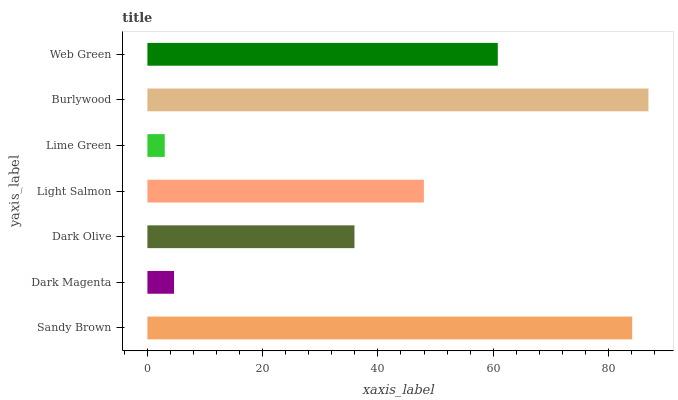 title
Web Green
Burlywood
Lime Green
Light Salmon
Dark Olive
Dark Magenta
Sandy Brown
yaxis_label
0 20 40 60 80
xaxis_label